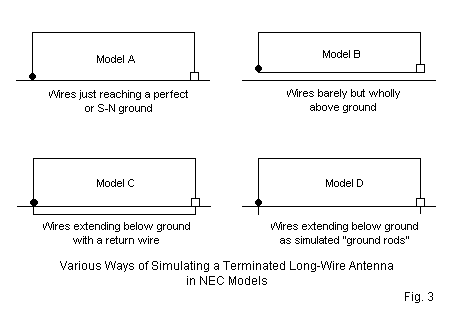 Model A
Model B
Wires just reaching a perfect
or S-N ground
Wires barely but wholly
above ground
Model C
Model D
Wires extending below ground
with a return wire
Wires extending below ground
as simulated "ground rods"
Various Ways of Simulating a Terminated Long-Wire Antenna
in NEC Models
Fig. 3